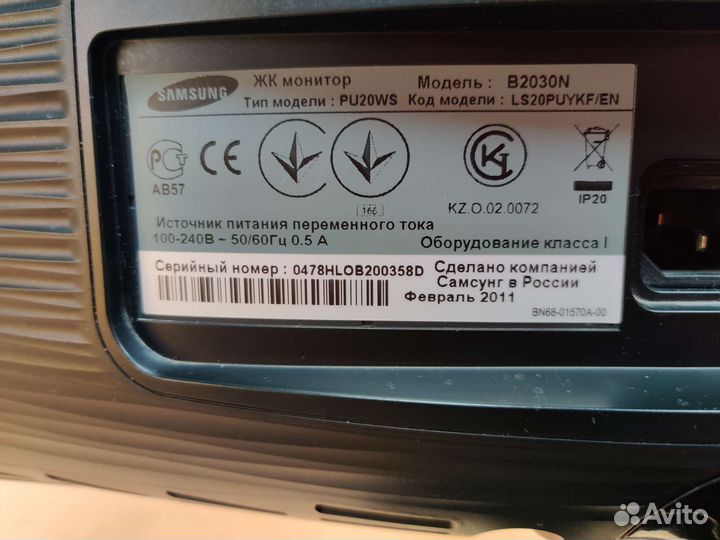 SAMSUNG
ЖК монитор Модель : B2030N
Тип модели : PU20WS Код модели : LS20PUYKF/EN
АВ57
CE
166
KZ.O.02.0072
IP20
Источник питания переменного тока
100-240В ~ 50/60Гц 0.5 А
Оборудование класса I
Серийный номер : 0478HLOB200358D
Сделано компанией
Самсунг в России
Февраль 2011
BN68-01570A-00
Avito